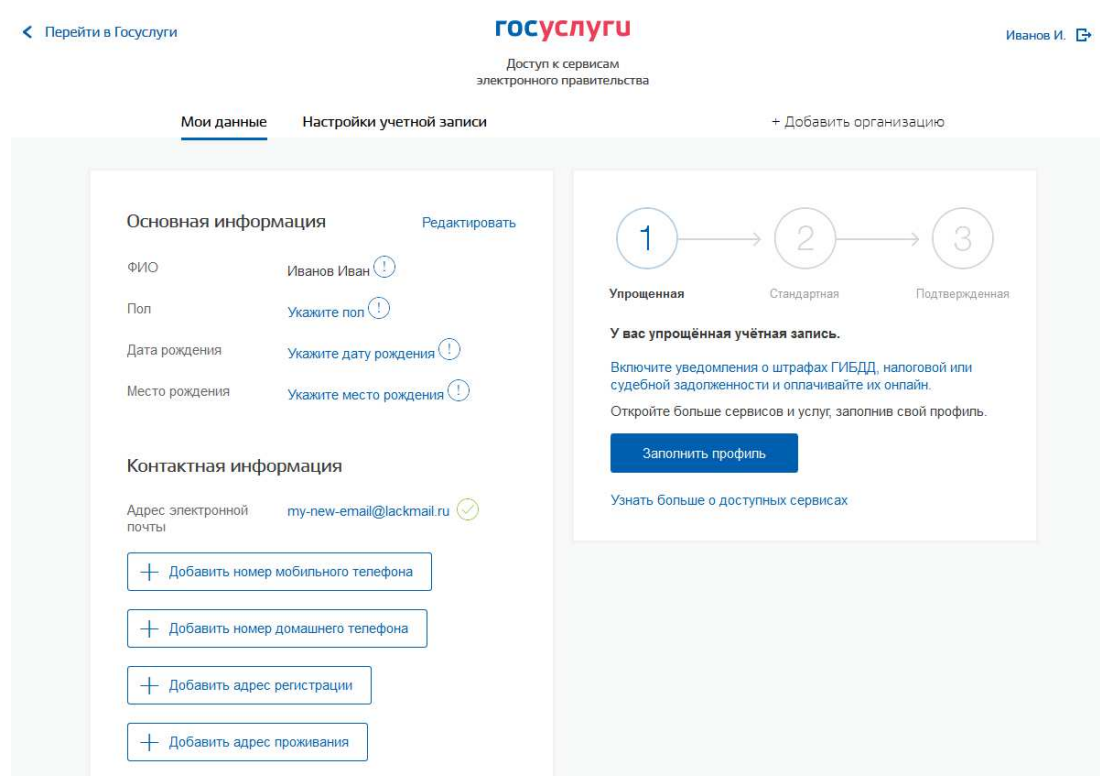 Перейти в Госуслуги
госуслуги
Иванов И.
Доступ к сервисам
электронного правительства
Мои данные
Настройки учетной записи
+ Добавить организацию
Основная информация
Редактировать
ФИО
Иванов Иван
Пол
Укажите пол
Дата рождения
Укажите дату рождения
Место рождения
Укажите место рождения
Контактная информация
Адрес электронной
почты
my-new-email@lackmail.ru
Добавить номер мобильного телефона
Добавить номер домашнего телефона
Добавить адрес регистрации
Добавить адрес проживания
1
2
3
Упрощенная
Стандартная
Подтвержденная
У вас упрощённая учётная запись.
Включите уведомления о штрафах ГИБДД, налоговой или
судебной задолженности и оплачивайте их онлайн.
Откройте больше сервисов и услуг, заполнив свой профиль.
Заполнить профиль
Узнать больше о доступных сервисах